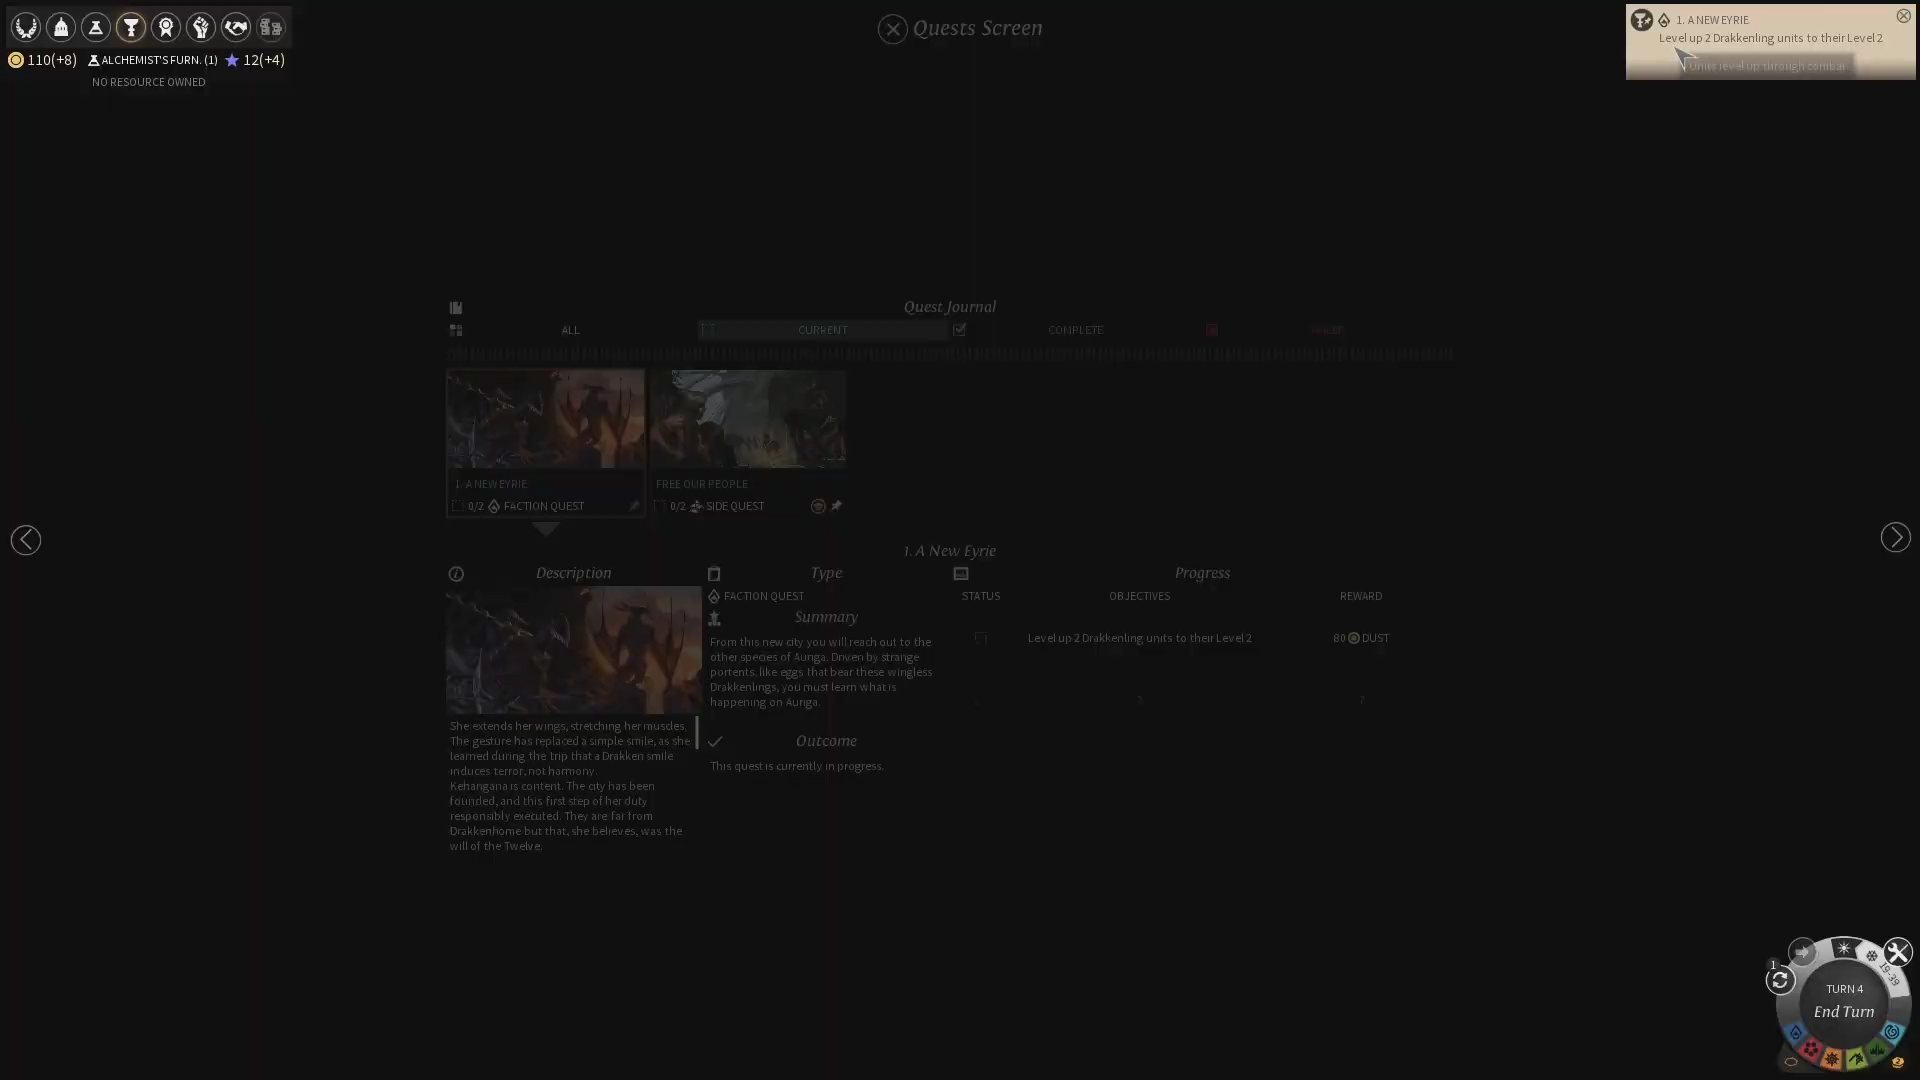 110(+8) ALCHEMIST'S FURN. (1) 12(+4)
NO RESOURCE OWNED
Quests Screen
1. A NEW EYRIE
Level up 2 Drakkenling units to their Level 2
Units level up through combat
Quest Journal
ALL CURRENT COMPLETE FAILED
1. A NEW EYRIE
0/2 FACTION QUEST
FREE OUR PEOPLE
0/2 SIDE QUEST
1. A New Eyrie
Description
She extends her wings, stretching her muscles.
The gesture has replaced a simple smile, as she
learned during the trip that a Drakken smile
induces terror, not harmony.
Kehangana is content. The city has been
founded, and this first step of her duty
responsibly executed. They are far from
Drakkenhome but that, she believes, was the
will of the Twelve.
Type
FACTION QUEST
Summary
From this new city you will reach out to the
other species of Auriga. Driven by strange
portents, like eggs that bear these wingless
Drakkenlings, you must learn what is
happening on Auriga.
Outcome
This quest is currently in progress.
Progress
STATUS OBJECTIVES REWARD
Level up 2 Drakkenling units to their Level 2 80 DUST
? ?
1
19-39
TURN 4
End Turn